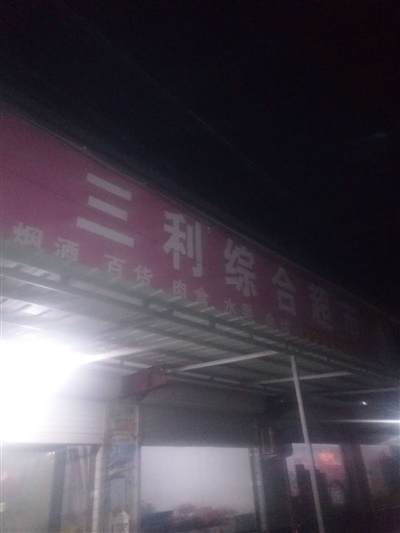 三利综合超市
烟酒 百货 肉食 水果